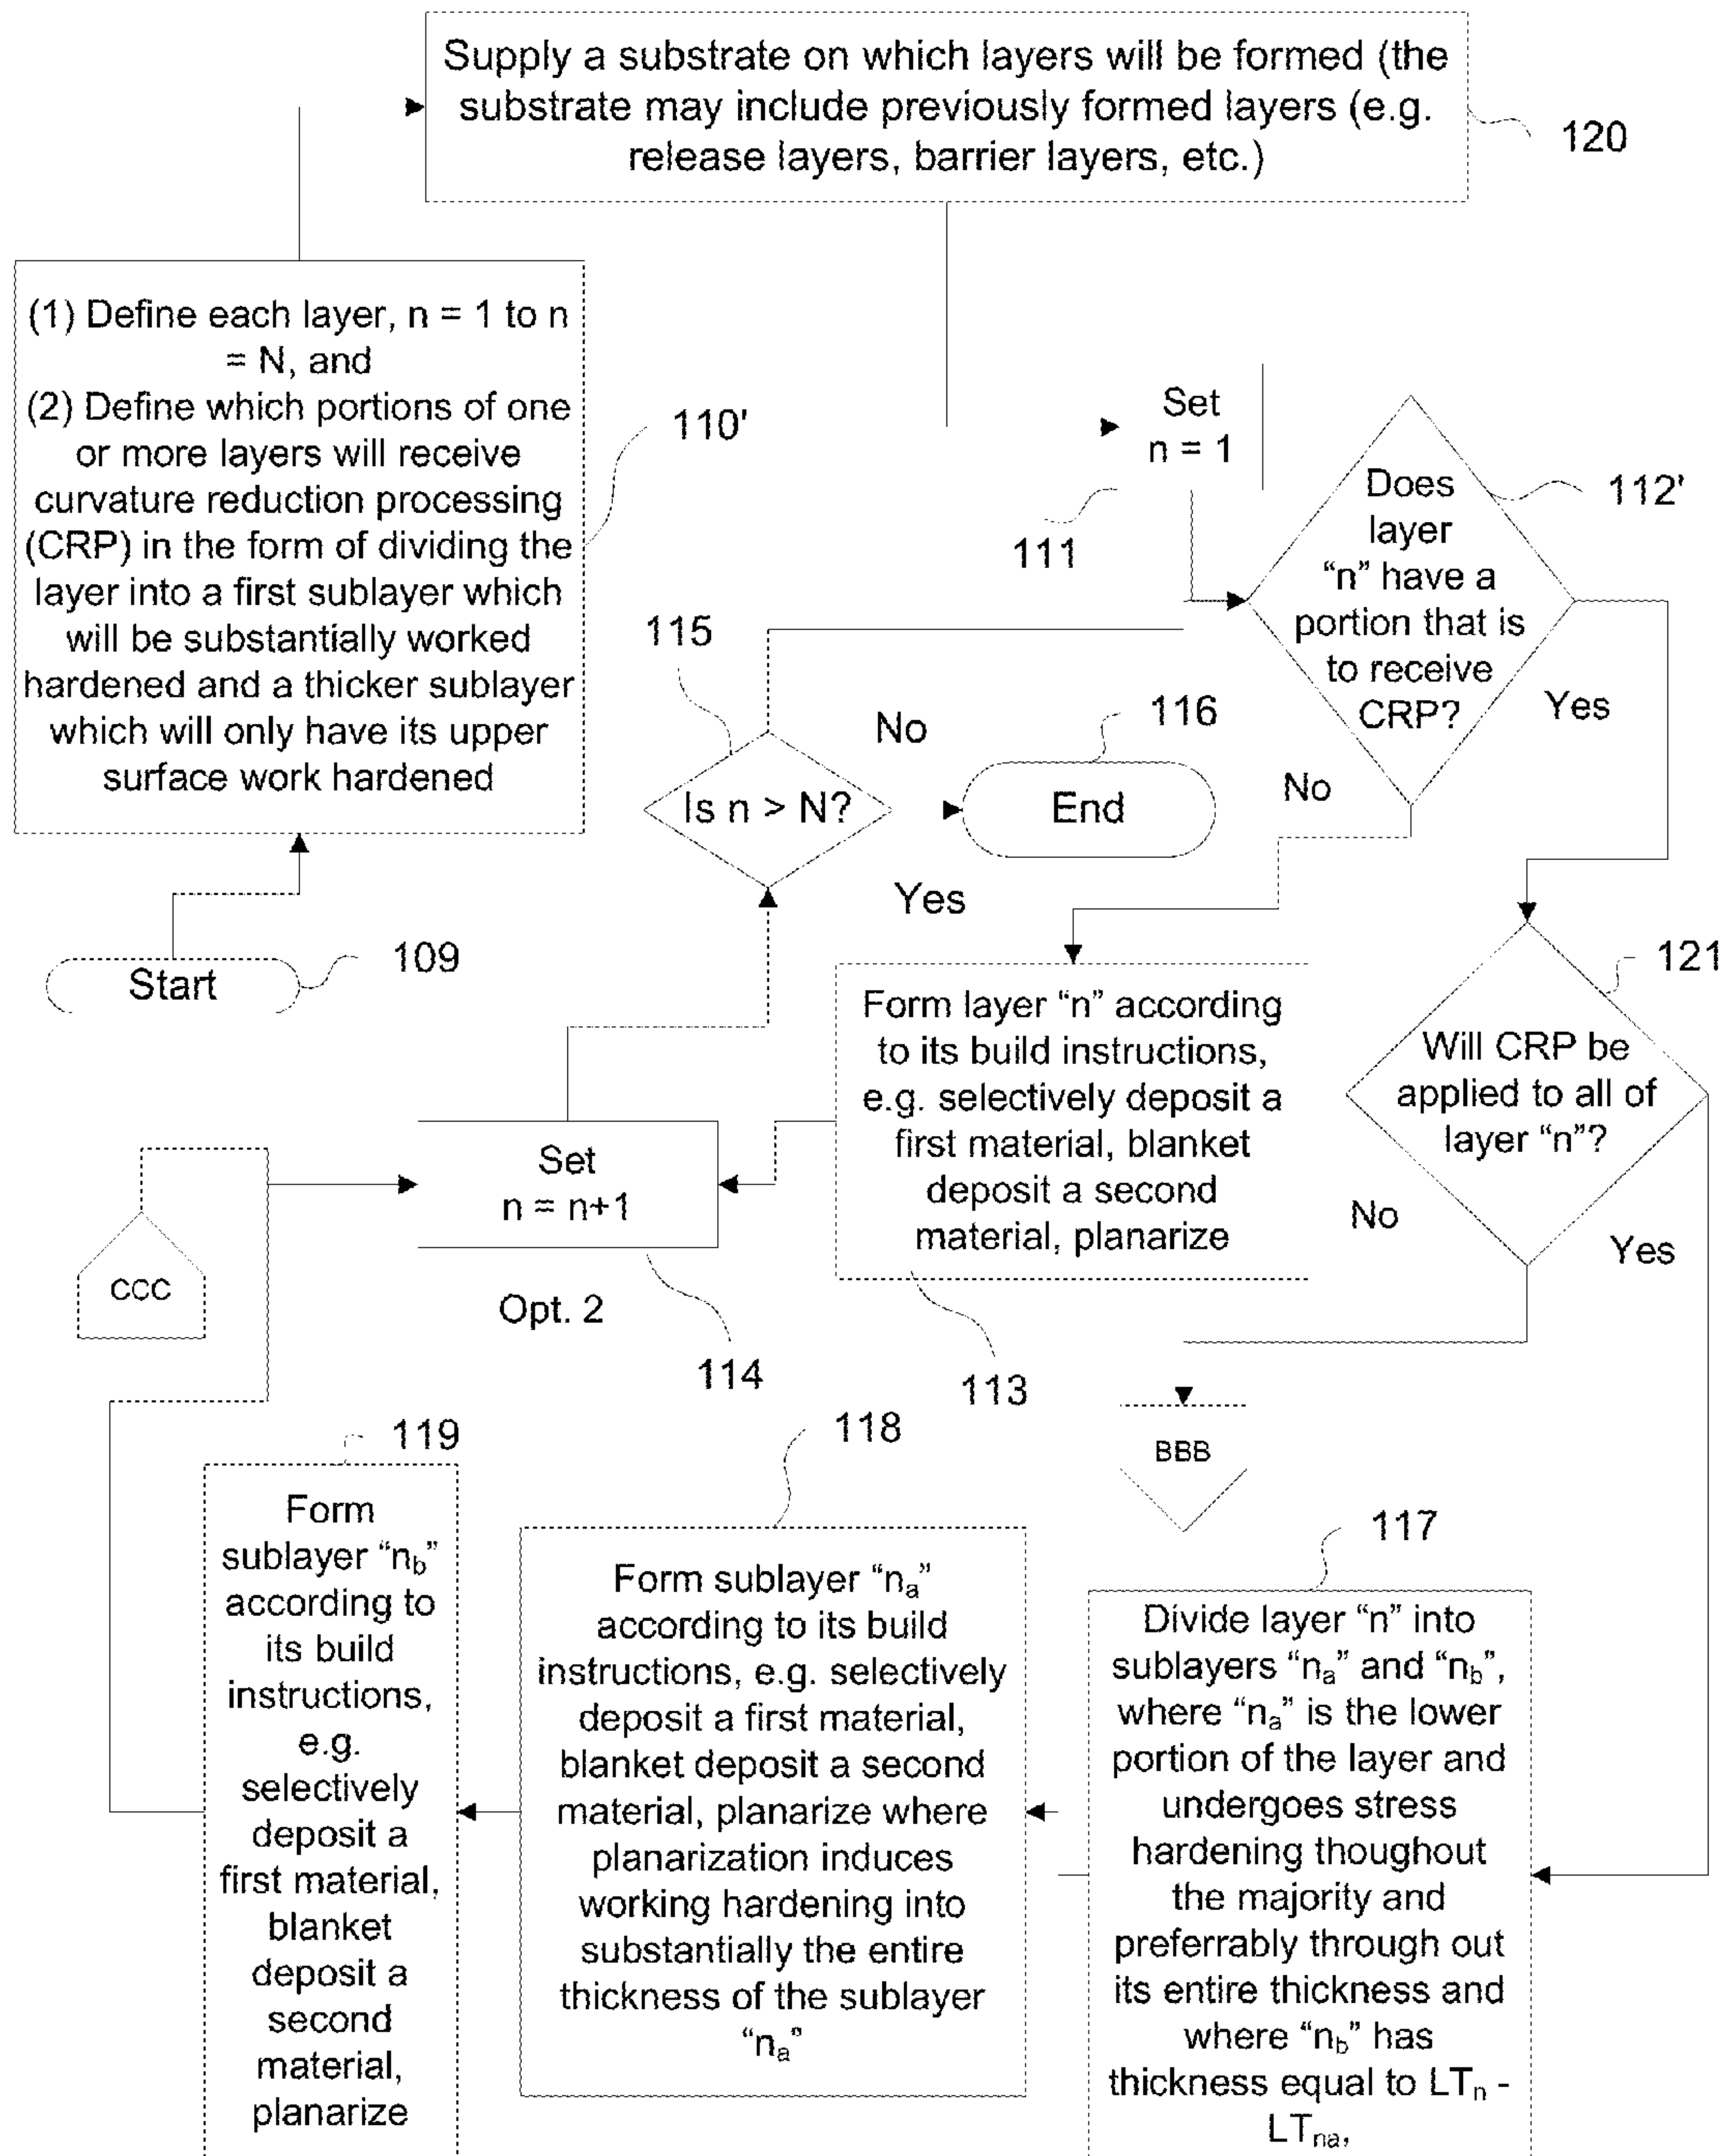 Supply a substrate on which layers will be formed (the
substrate may include previously formed layers (e.g.
release layers, barrier layers, etc.)
120
(1) Define each layer, n = 1 to n
= N, and
(2) Define which portions of one
or more layers will receive
curvature reduction processing
(CRP) in the form of dividing the
layer into a first sublayer which
will be substantially worked
hardened and a thicker sublayer
which will only have its upper
surface work hardened
110'
Set
n = 1
111
Does
layer
“n” have a
portion that is
to receive
CRP?
112'
Yes
No
115
Is n > N?
No
Yes
116
End
Start
109
Form layer “n” according
to its build instructions,
e.g. selectively deposit a
first material, blanket
deposit a second
material, planarize
113
121
Will CRP be
applied to all of
layer “n”?
No
Yes
Set
n = n+1
114
Opt. 2
CCC
BBB
119
Form
sublayer “nb”
according to
its build
instructions,
e.g.
selectively
deposit a
first material,
blanket
deposit a
second
material,
planarize
118
Form sublayer “na”
according to its build
instructions, e.g. selectively
deposit a first material,
blanket deposit a second
material, planarize where
planarization induces
working hardening into
substantially the entire
thickness of the sublayer
“na”
117
Divide layer “n” into
sublayers “na” and “nb”,
where “na” is the lower
portion of the layer and
undergoes stress
hardening thoughout
the majority and
preferrably through out
its entire thickness and
where “nb” has
thickness equal to LTn -
LTna,